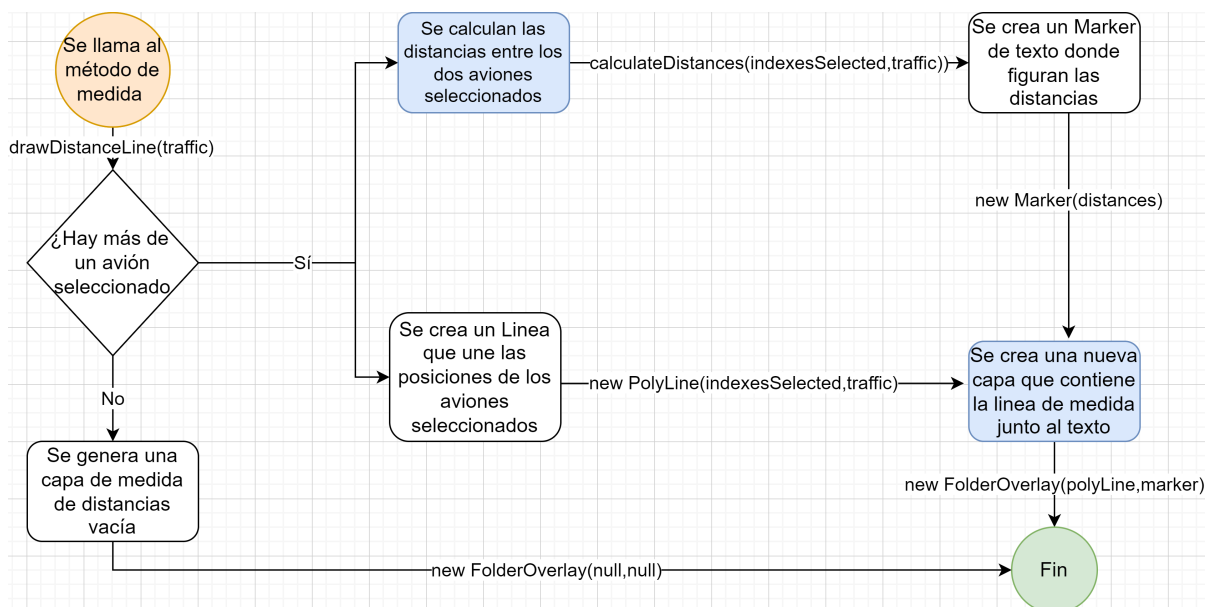 Se llama al
método de
medida
drawDistanceLine(traffic)
¿Hay más de
un avión
seleccionado
Sí
No
Se genera una
capa de medida
de distancias
vacía
new FolderOverlay(null,null)
Se calculan las
distancias entre los
dos aviones
seleccionados
calculateDistances(indexesSelected,traffic))
Se crea un Marker
de texto donde
figuran las
distancias
new Marker(distances)
Se crea un Linea
que une las
posiciones de los
aviones
seleccionados
new PolyLine(indexesSelected,traffic)
Se crea una nueva
capa que contiene
la linea de medida
junto al texto
new FolderOverlay(polyLine,marker)
Fin